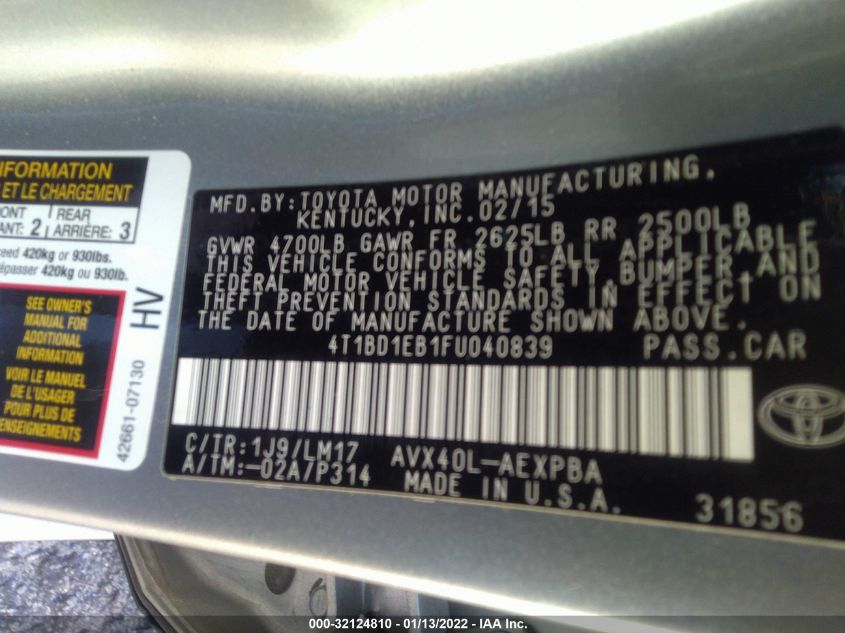 INFORMATION
ET LE CHARGEMENT
2 REAR 3
ARRIÈRE:
420kg or 930lbs.
420kg ou 930lb.
SEE OWNER'S
MANUAL FOR
ADDITIONAL
INFORMATION
VOIR LE MANUEL
DE L'USAGER
POUR PLUS DE
HV
42661-07130
MFD.BY:TOYOTA MOTOR MANUFACTURING,
KENTUCKY,INC.02/15
GVWR 4700LB GAWR FR 2625LB RR 2500LB
THIS VEHICLE CONFORMS TO ALL APPLICABLE
FEDERAL MOTOR VEHICLE SAFETY,BUMPER,AND
THEFT PREVENTION STANDARDS IN EFFECT ON
THE DATE OF MANUFACTURE SHOWN ABOVE.
4T1BD1EB1FU040839 PASS.CAR
C/TR:1J9/LM17 AVX40L-AEXPBA
A/TM:-02A/P314 MADE IN U.S.A.
31856
000-32124810 — 01/13/2022 — IAA Inc.